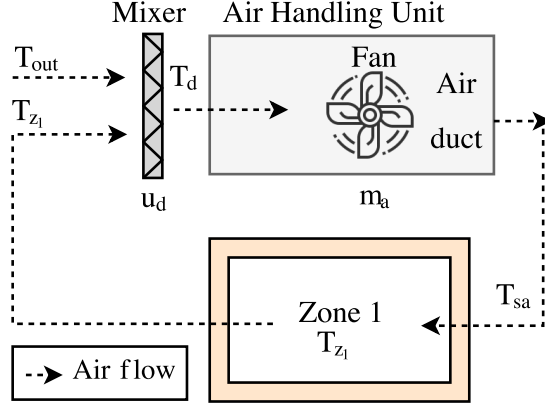 Mixer Air Handling Unit
T_out
T_z₁
T_d
Fan
Air
duct
u_d
m_a
T_sa
Zone 1
T_z₁
Air flow